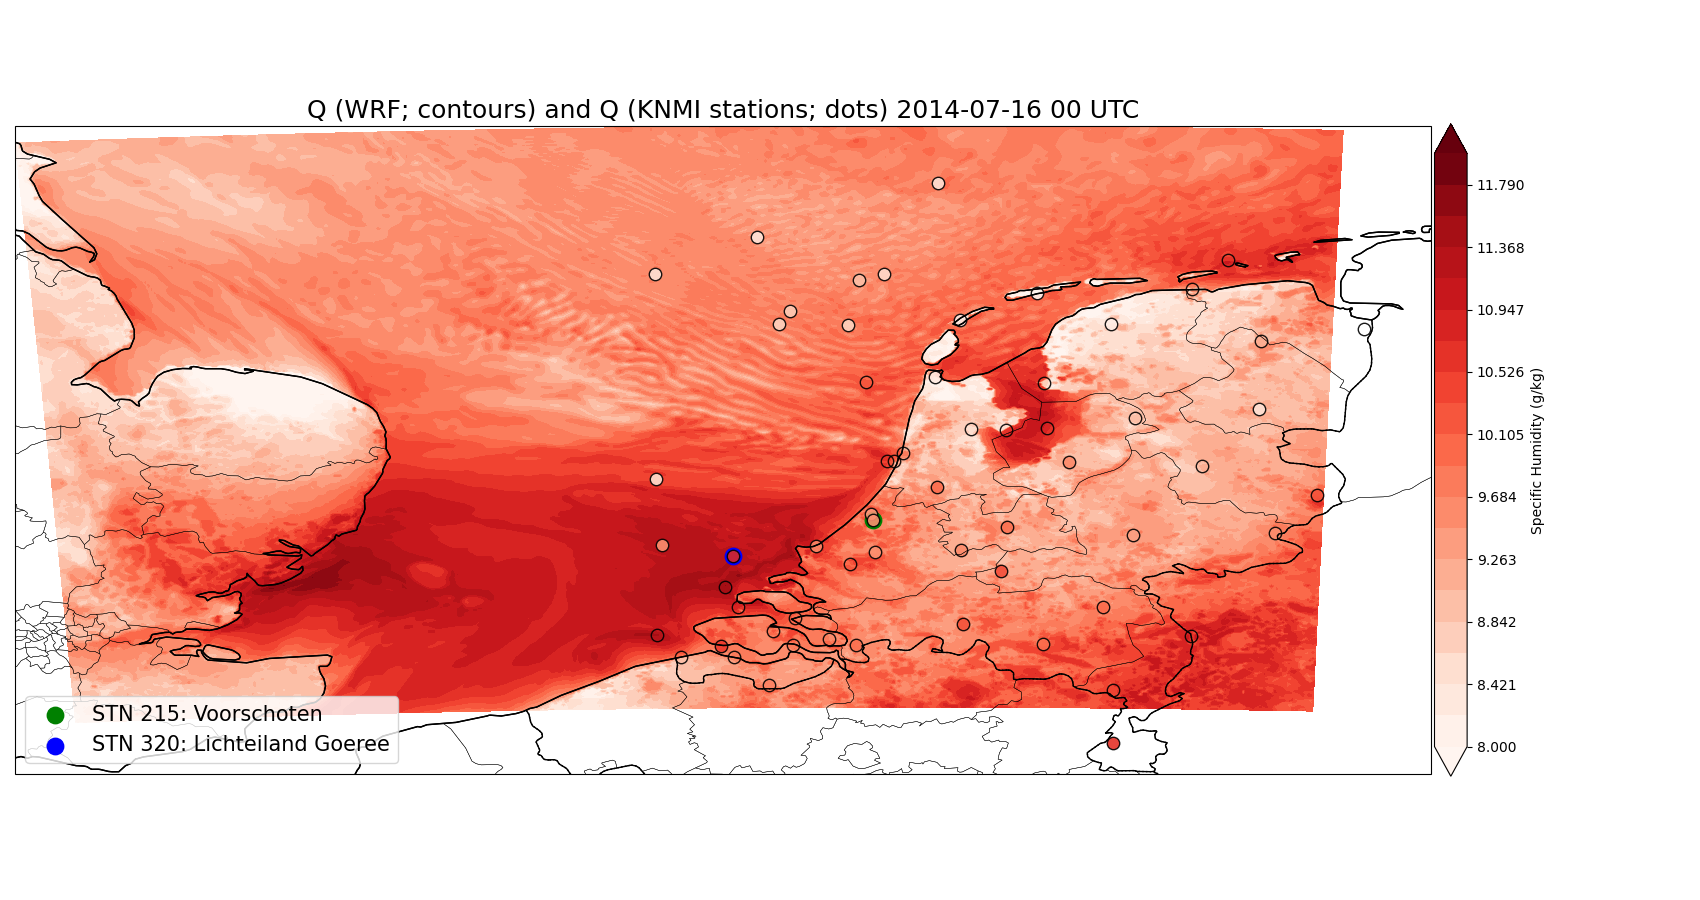 Q (WRF; contours) and Q (KNMI stations; dots) 2014-07-16 00 UTC
11.790
11.368
10.947
10.526
10.105
9.684
9.263
8.842
8.421
8.000
Specific Humidity (g/kg)
STN 215: Voorschoten
STN 320: Lichteiland Goeree